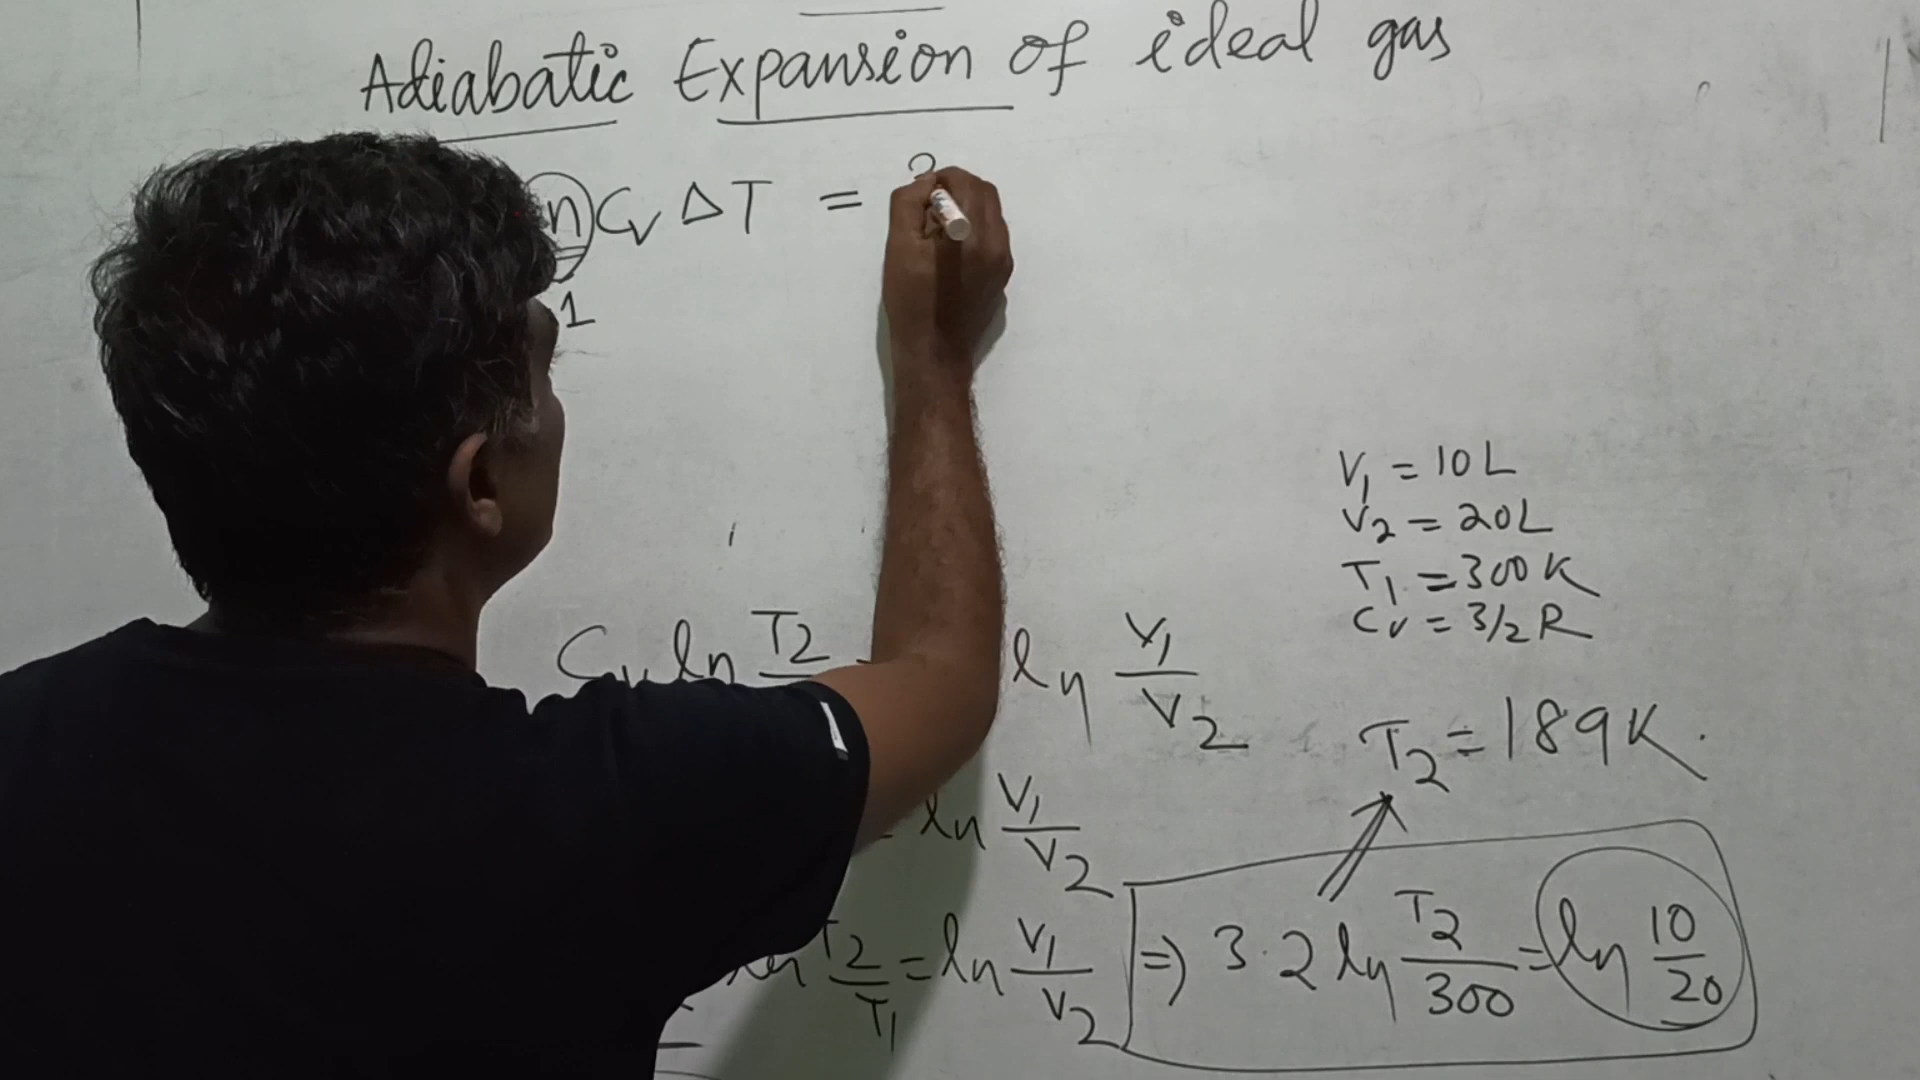 Adiabatic Expansion of ideal gas
n Cv ΔT =
1
V1 = 10L
V2 = 20L
T1 = 300K
Cv = 3/2 R
Cv ln T2 ln V1/V2
T2 = 189K.
ln V1/V2
T2/T1 = ln V1/V2 => 3.2 ln T2/300 = ln 10/20